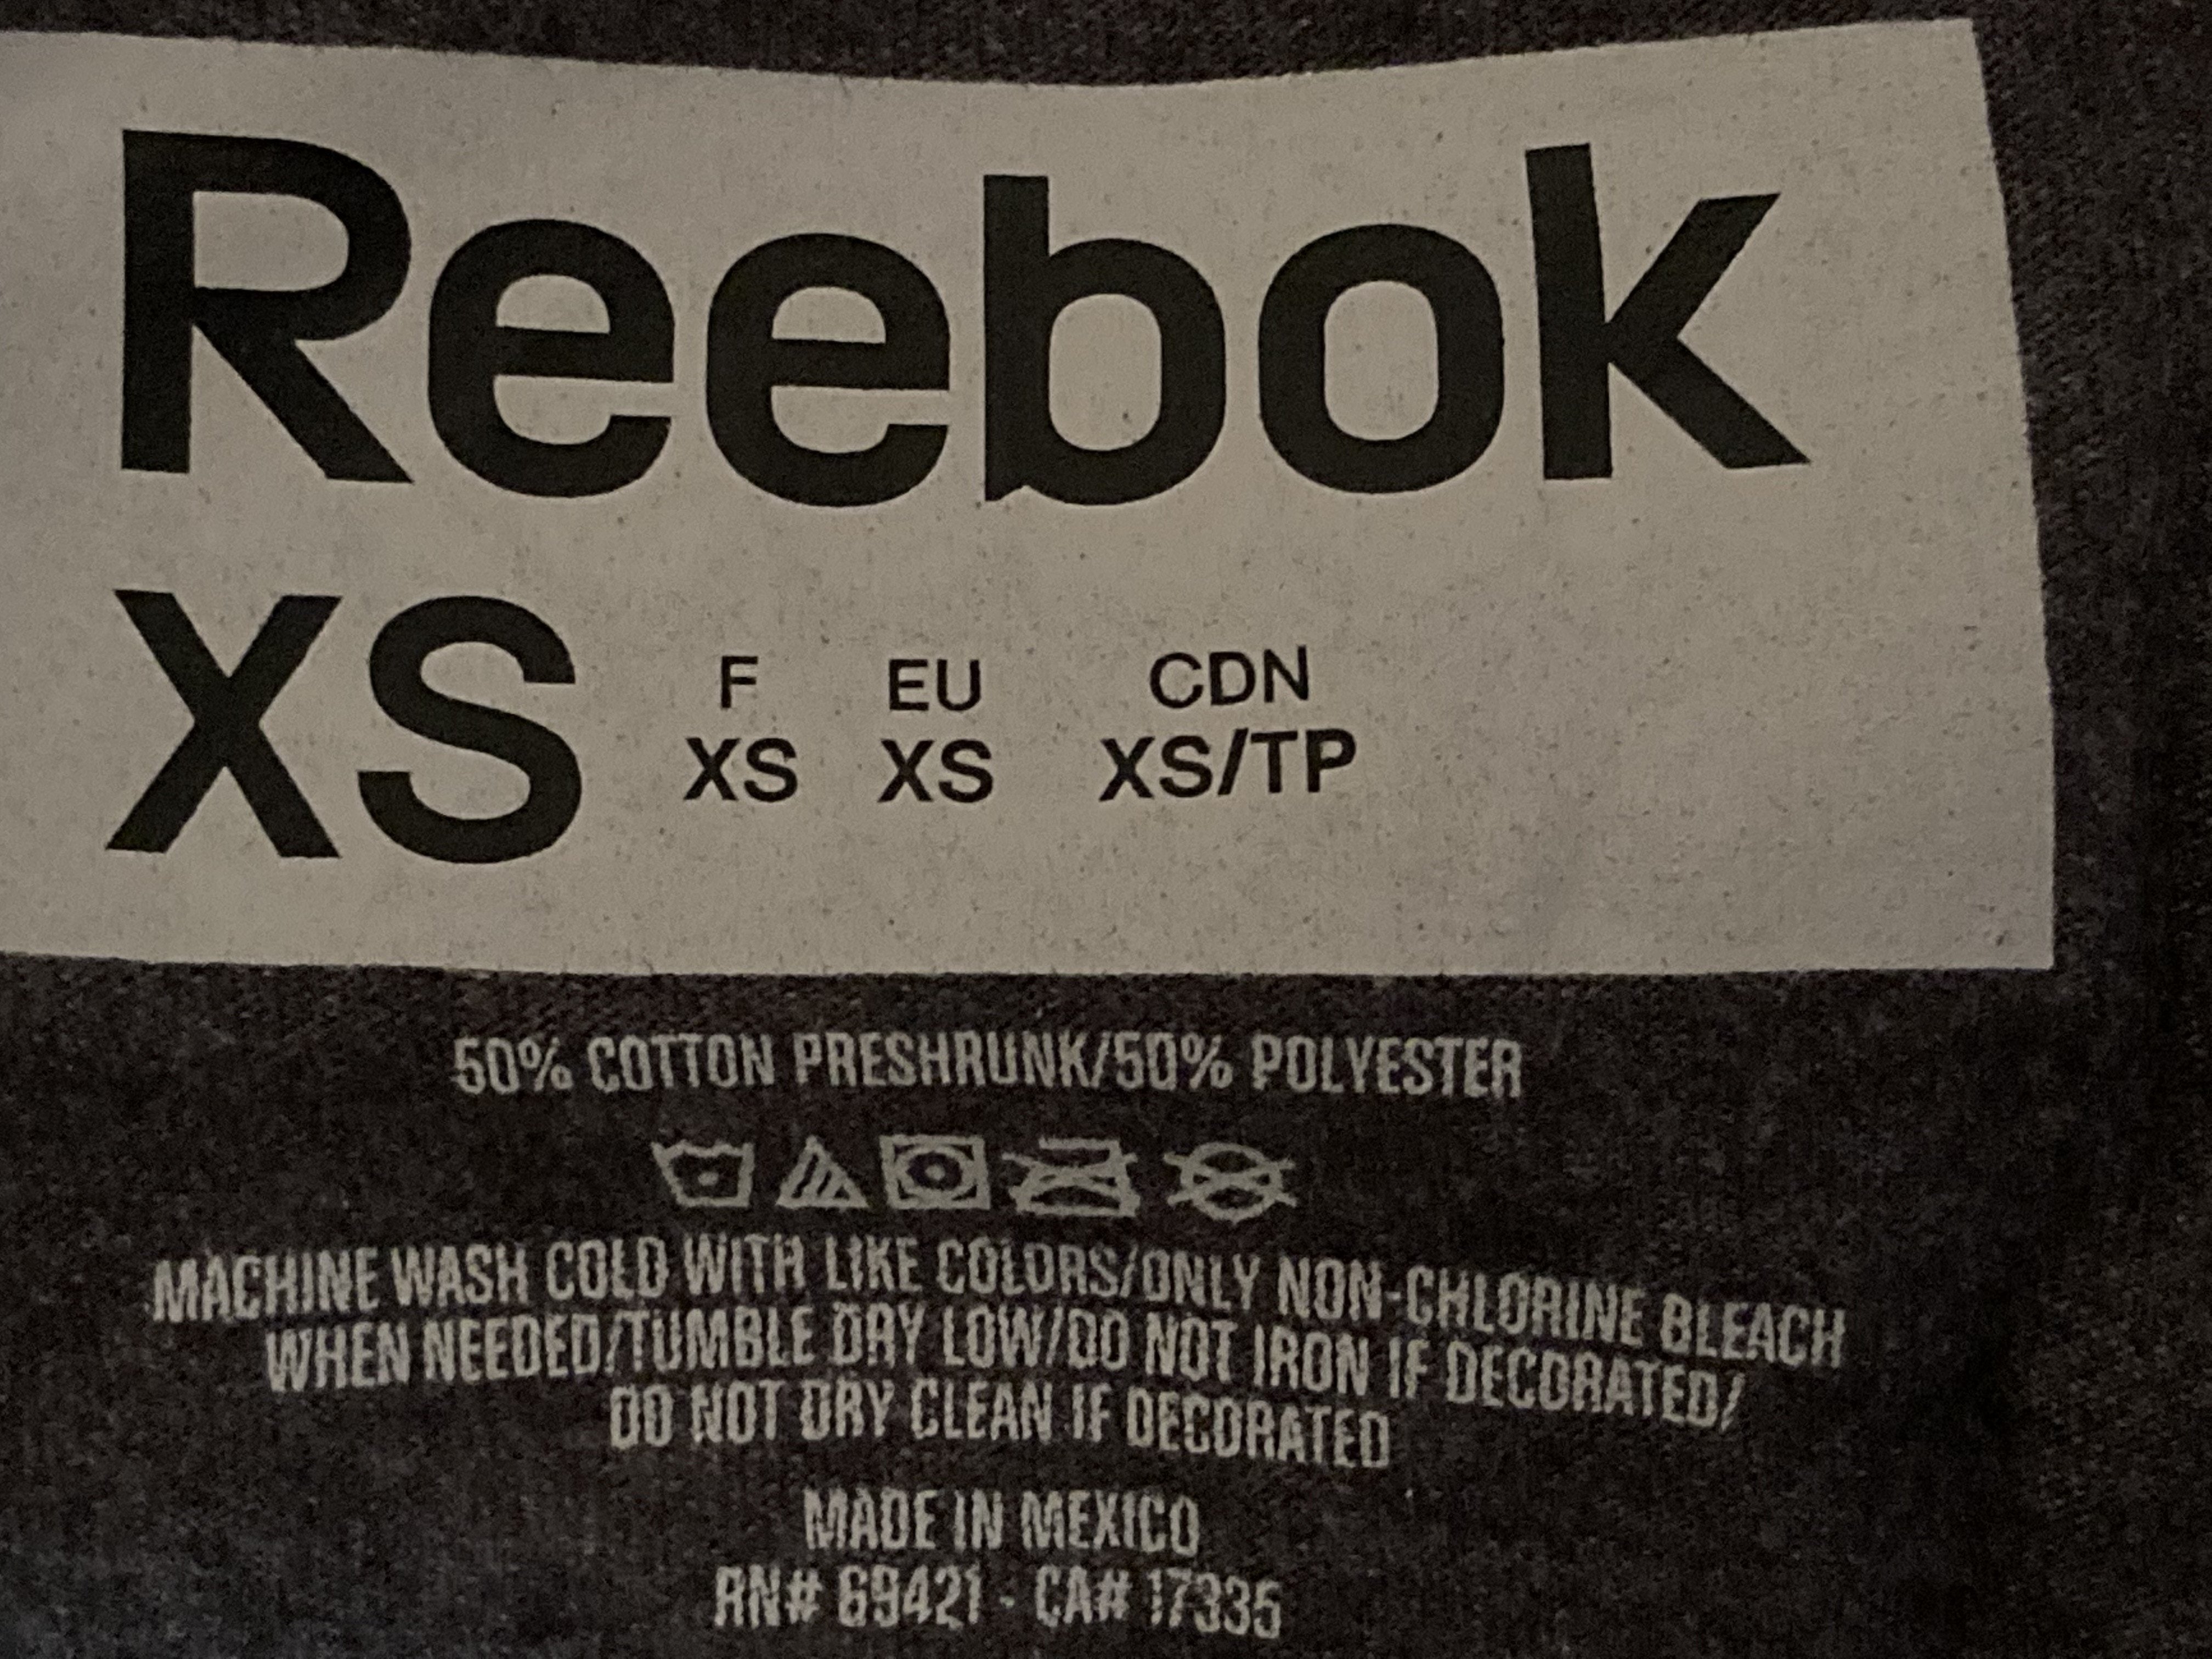 Reebok
XS
F EU CDN
XS XS XS/TP
50% COTTON PRESHRUNK/50% POLYESTER
MACHINE WASH COLD WITH LIKE COLORS/ONLY NON-CHLORINE BLEACH
WHEN NEEDED/TUMBLE DRY LOW/DO NOT IRON IF DECORATED/
DO NOT DRY CLEAN IF DECORATED
MADE IN MEXICO
RN# 69421 - CA# 17335